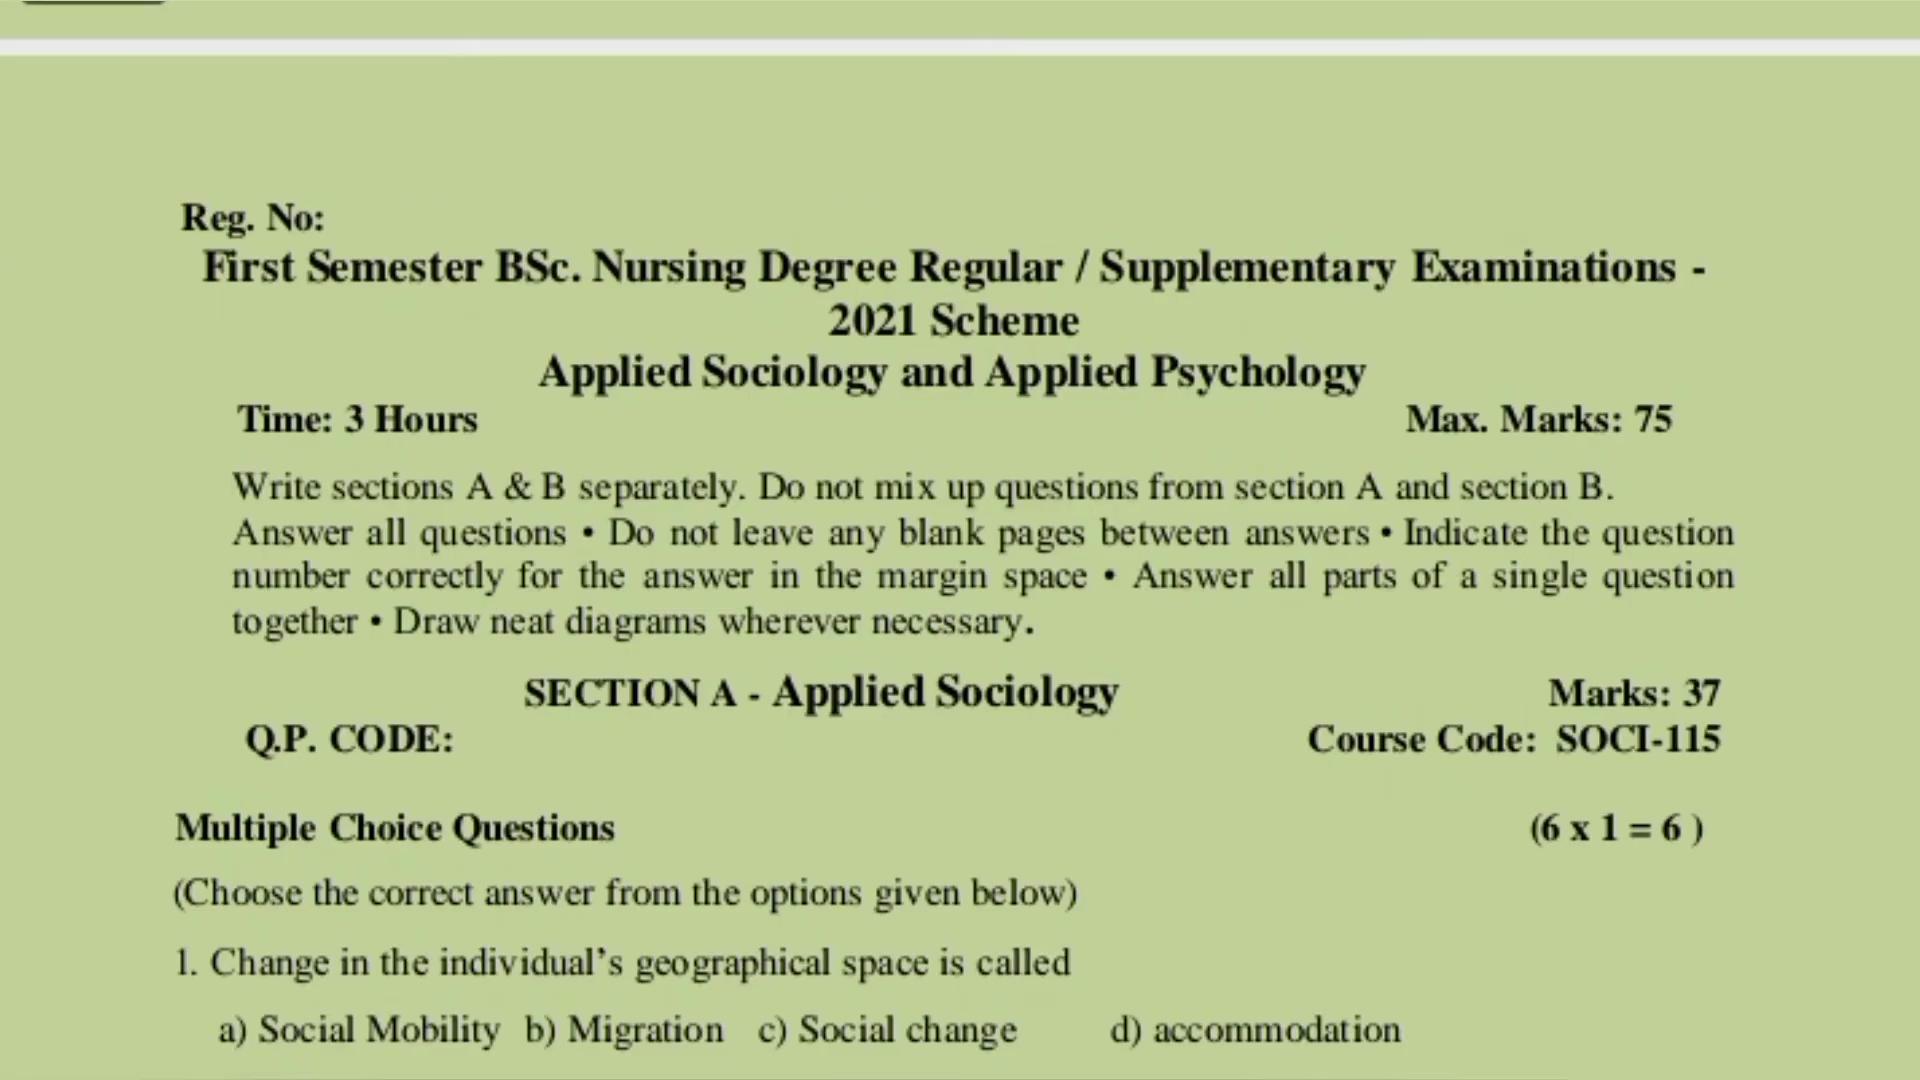 Reg. No:
First Semester BSc. Nursing Degree Regular / Supplementary Examinations -
2021 Scheme
Applied Sociology and Applied Psychology
Time: 3 Hours Max. Marks: 75
Write sections A & B separately. Do not mix up questions from section A and section B.
Answer all questions • Do not leave any blank pages between answers • Indicate the question
number correctly for the answer in the margin space • Answer all parts of a single question
together • Draw neat diagrams wherever necessary.
SECTION A - Applied Sociology Marks: 37
Q.P. CODE: Course Code: SOCI-115
Multiple Choice Questions (6 x 1 = 6 )
(Choose the correct answer from the options given below)
1. Change in the individual’s geographical space is called
a) Social Mobility b) Migration c) Social change d) accommodation